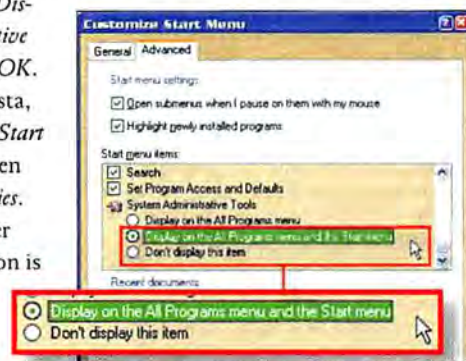 Dis-
tive
OK.
sta,
Start
en
ies.
er
on is
Customize Start Menu
General Advanced
Start menu settings:
Open submenus when I pause on them with my mouse
Highlight newly installed programs
Start menu items:
Search
Set Program Access and Defaults
System Administrative Tools
Display on the All Programs menu
Display on the All Programs menu and the Start menu
Don't display this item
Recent documents
Display on the All Programs menu and the Start menu
Don't display this item